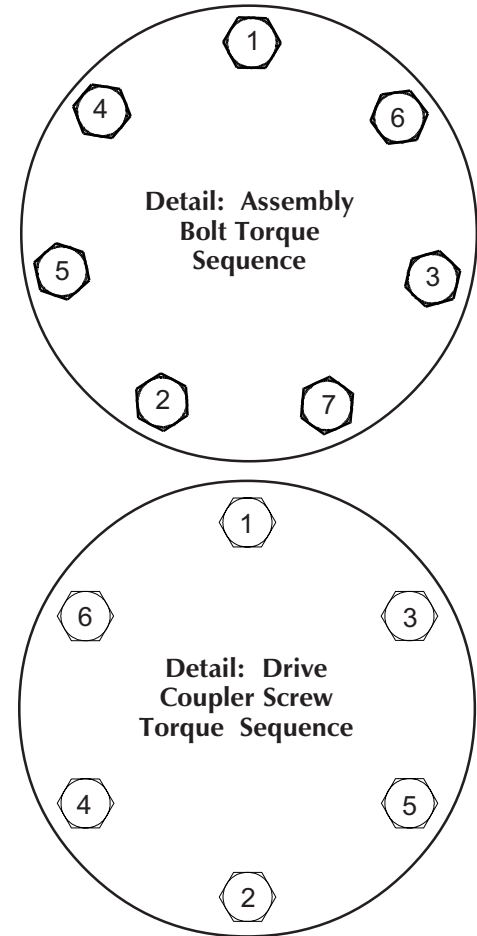 1
4
6
Detail: Assembly
Bolt Torque
Sequence
5
3
2
7
1
6
3
Detail: Drive
Coupler Screw
Torque Sequence
4
5
2